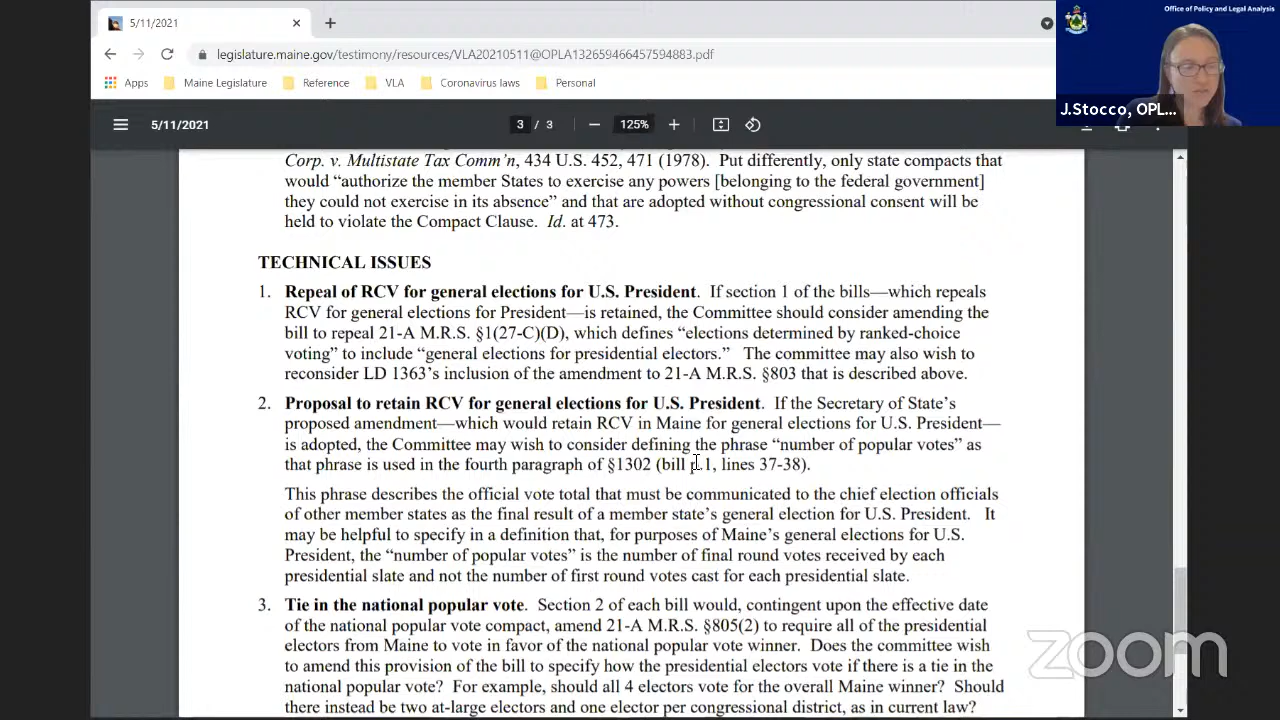 5/11/2021
Office of Policy and Legal Analysis
legislature.maine.gov/testimony/resources/VLA20210511@OPLA132659466457594883.pdf
Apps Maine Legislature Reference VLA Coronavirus laws Personal
J.Stocco, OPL...
5/11/2021 3 / 3 125%
Corp. v. Multistate Tax Comm'n, 434 U.S. 452, 471 (1978). Put differently, only state compacts that
would “authorize the member States to exercise any powers [belonging to the federal government]
they could not exercise in its absence” and that are adopted without congressional consent will be
held to violate the Compact Clause. Id. at 473.
TECHNICAL ISSUES
1. Repeal of RCV for general elections for U.S. President. If section 1 of the bills—which repeals
RCV for general elections for President—is retained, the Committee should consider amending the
bill to repeal 21-A M.R.S. §1(27-C)(D), which defines “elections determined by ranked-choice
voting” to include “general elections for presidential electors.” The committee may also wish to
reconsider LD 1363’s inclusion of the amendment to 21-A M.R.S. §803 that is described above.
2. Proposal to retain RCV for general elections for U.S. President. If the Secretary of State’s
proposed amendment—which would retain RCV in Maine for general elections for U.S. President—
is adopted, the Committee may wish to consider defining the phrase “number of popular votes” as
that phrase is used in the fourth paragraph of §1302 (bill p.1, lines 37-38).
This phrase describes the official vote total that must be communicated to the chief election officials
of other member states as the final result of a member state’s general election for U.S. President. It
may be helpful to specify in a definition that, for purposes of Maine’s general elections for U.S.
President, the “number of popular votes” is the number of final round votes received by each
presidential slate and not the number of first round votes cast for each presidential slate.
3. Tie in the national popular vote. Section 2 of each bill would, contingent upon the effective date
of the national popular vote compact, amend 21-A M.R.S. §805(2) to require all of the presidential
electors from Maine to vote in favor of the national popular vote winner. Does the committee wish
to amend this provision of the bill to specify how the presidential electors vote if there is a tie in the
national popular vote? For example, should all 4 electors vote for the overall Maine winner? Should
there instead be two at-large electors and one elector per congressional district, as in current law?
zoom